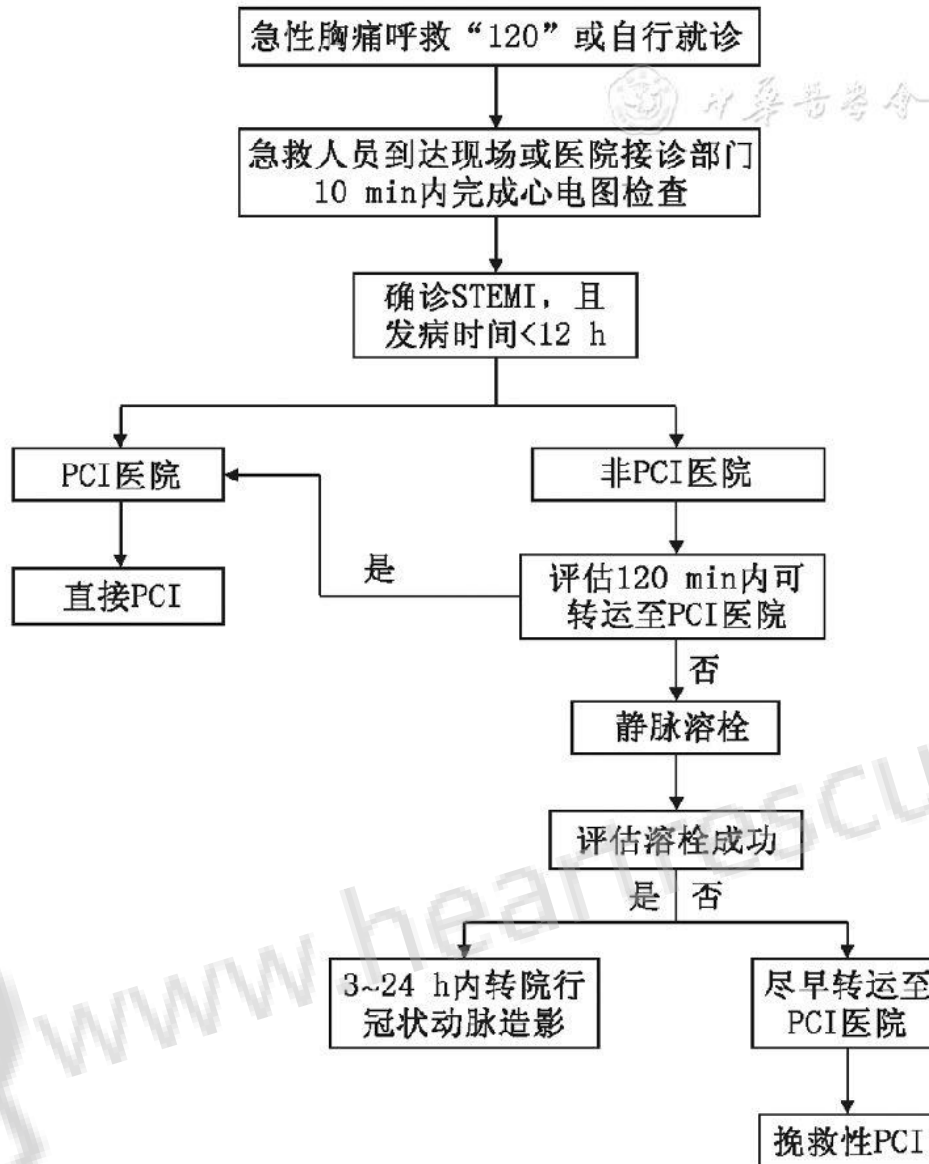 急性胸痛呼救“120”或自行就诊
中华医学会
急救人员到达现场或医院接诊部门
10 min内完成心电图检查
确诊STEMI，且
发病时间<12 h
PCI医院
非PCI医院
直接PCI
是
评估120 min内可
转运至PCI医院
否
静脉溶栓
评估溶栓成功
是 否
3~24 h内转院行
冠状动脉造影
尽早转运至
PCI医院
挽救性PCI
www.heartrescu